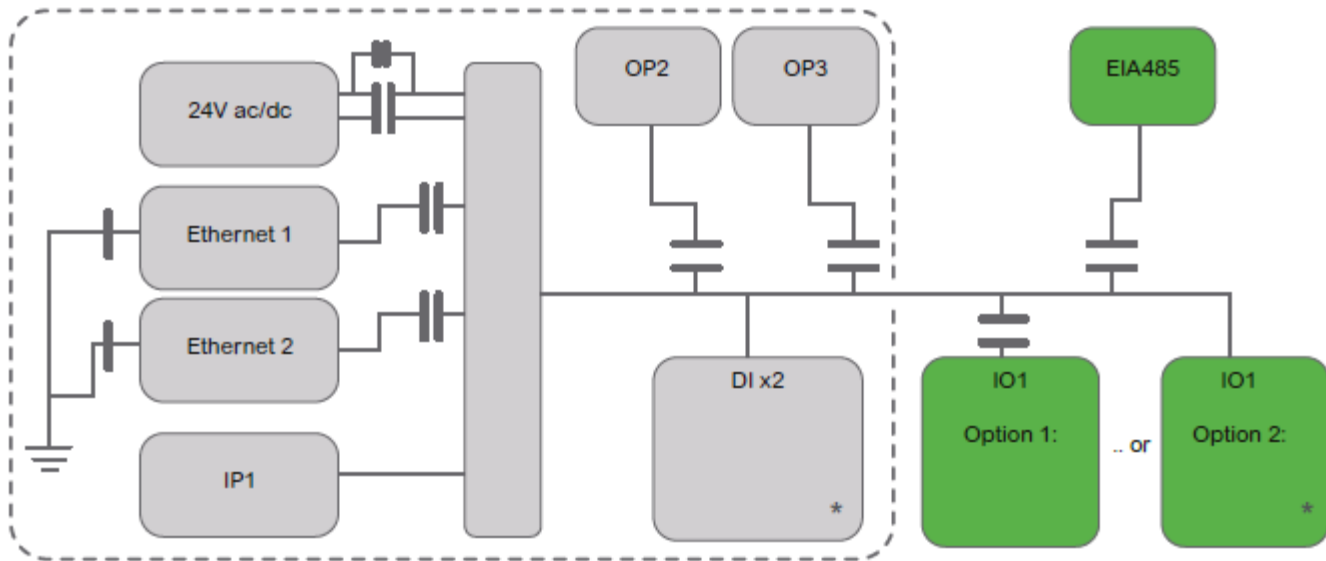 OP2
OP3
EIA485
24V ac/dc
Ethernet 1
Ethernet 2
IP1
DI x2
*
IO1
Option 1:
.. or
IO1
Option 2:
*